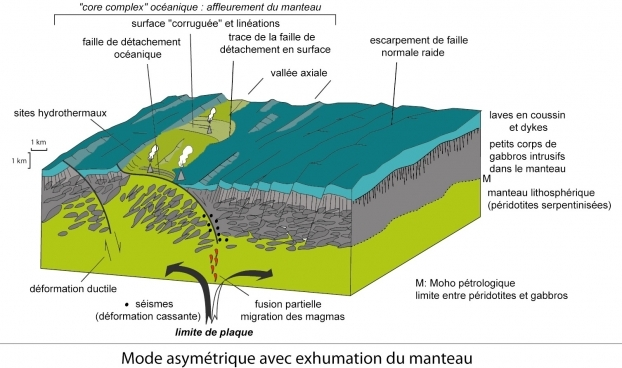 "core complex" océanique : affleurement du manteau
surface "corruguée" et linéations
faille de détachement
océanique
trace de la faille de
détachement en surface
escarpement de faille
normale raide
vallée axiale
sites hydrothermaux
1 km
1 km
laves en coussin
et dykes
petits corps de
gabbros intrusifs
dans le manteau
M
manteau lithosphérique
(péridotites serpentinisées)
déformation ductile
• séismes
(déformation cassante)
fusion partielle
migration des magmas
limite de plaque
M: Moho pétrologique
limite entre péridotites et gabbros
Mode asymétrique avec exhumation du manteau